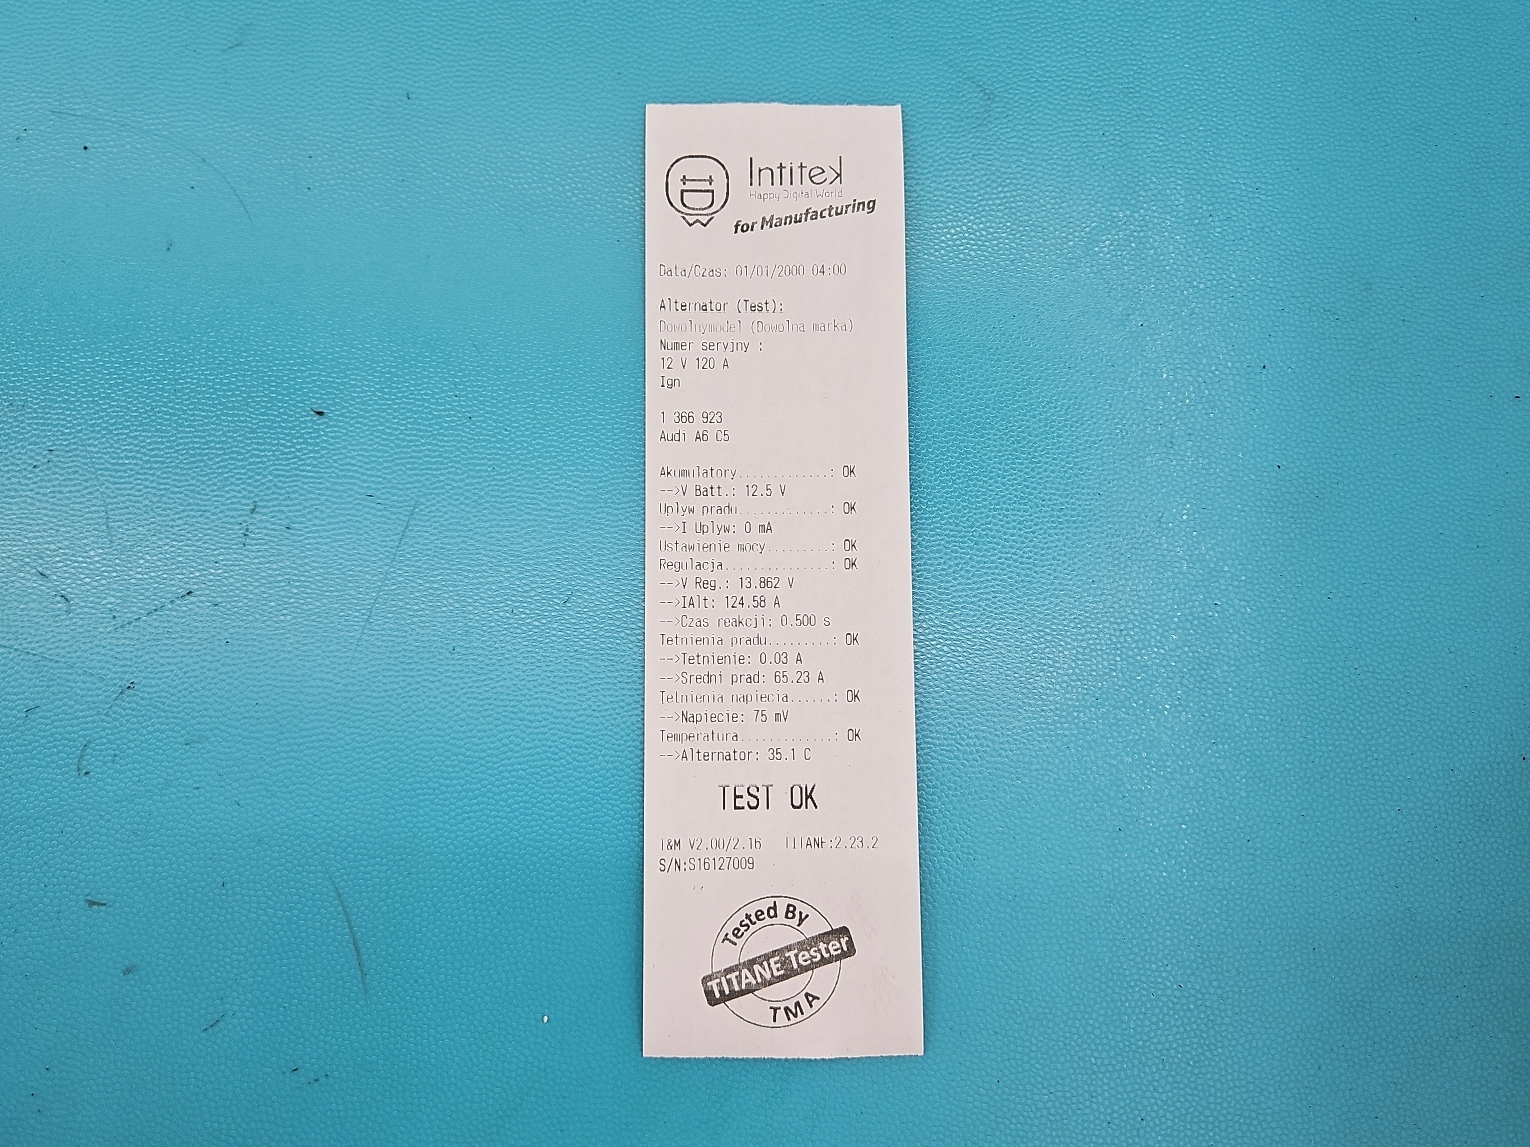 Intitek
Happy Digital World
for Manufacturing
Data/Czas: 01/01/2000 04:00
Alternator (Test):
Dowolnymodel (Dowolna marka)
Numer seryjny :
12 V 120 A
Ign
1 366 923
Audi A6 C5
Akumulatory.............: OK
-->V Batt.: 12.5 V
Uplyw pradu.............: OK
-->I Uplyw: 0 mA
Ustawienie mocy.........: OK
Regulacja...............: OK
-->V Reg.: 13.862 V
-->IAlt: 124.58 A
-->Czas reakcji: 0.500 s
Tetnienia pradu.........: OK
-->Tetnienie: 0.03 A
-->Sredni prad: 65.23 A
Tetnienia napiecia......: OK
-->Napiecie: 75 mV
Temperatura.............: OK
-->Alternator: 35.1 C
TEST OK
T&M V2.00/2.16 TITANE:2.23.2
S/N:S16127009
Tested By
TITANE Tester
TMA